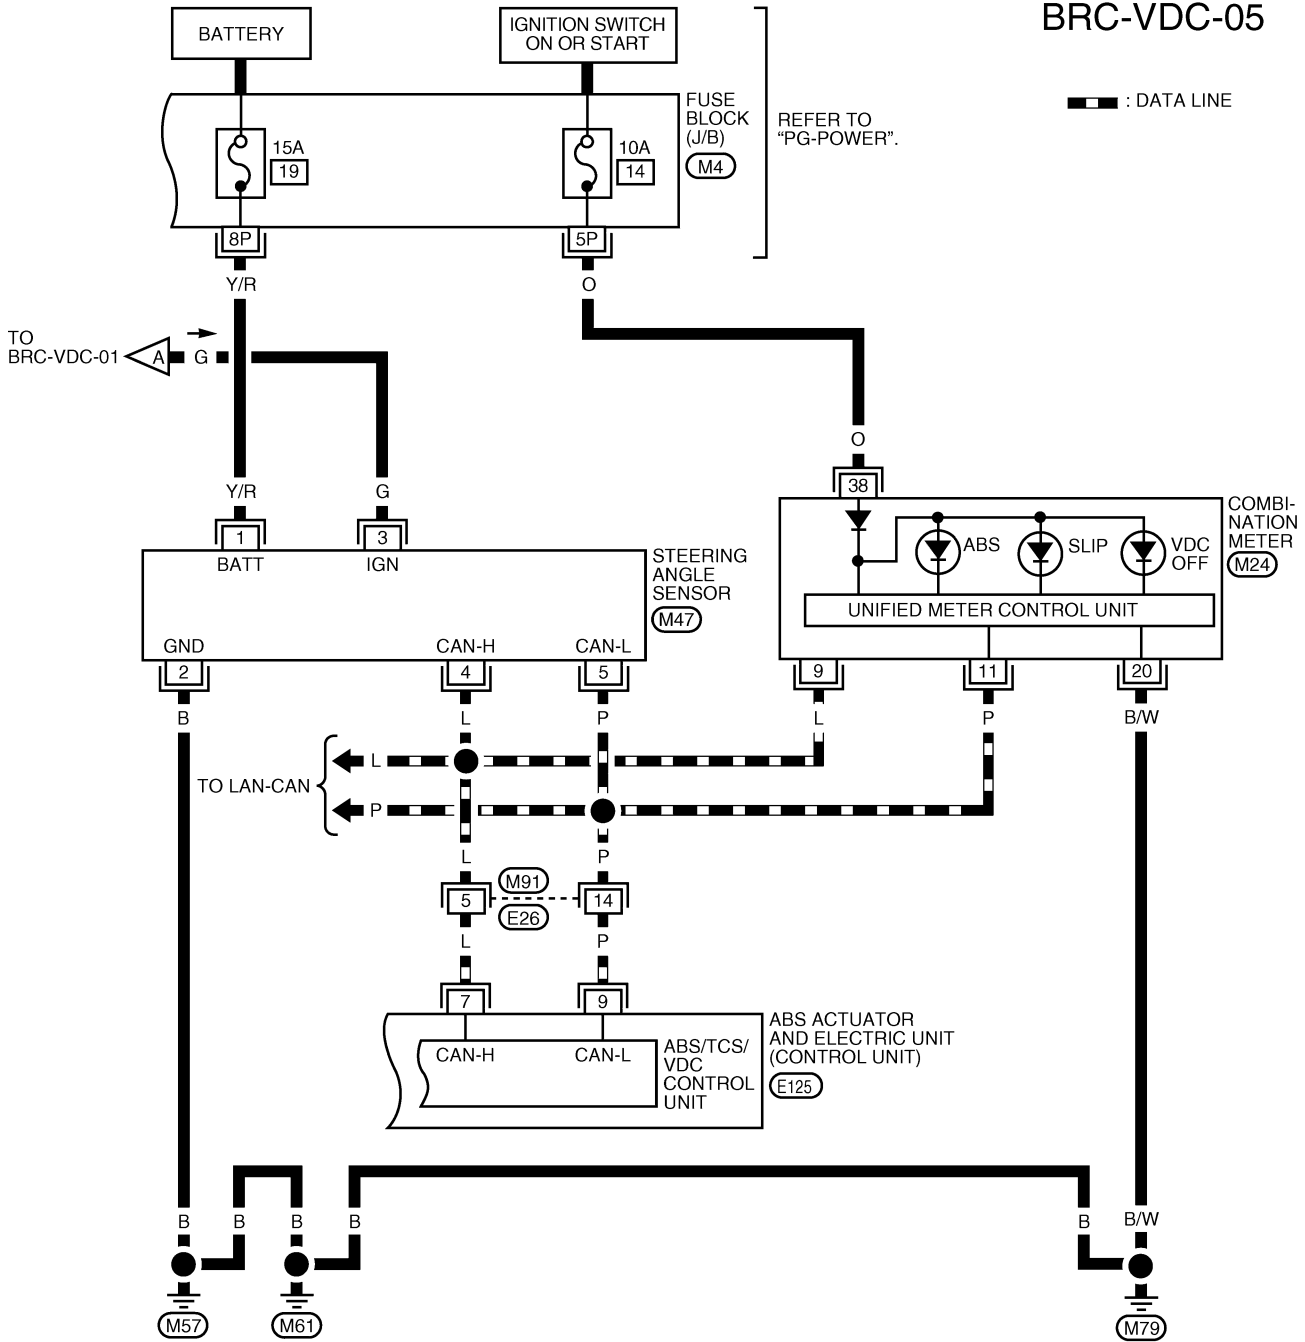 BRC-VDC-05
BATTERY
IGNITION SWITCH
ON OR START
: DATA LINE
FUSE
BLOCK
(J/B)
M4
REFER TO
“PG-POWER”.
15A
19
10A
14
8P
5P
Y/R
O
TO
BRC-VDC-01
A
G
O
Y/R
G
38
1
3
BATT
IGN
STEERING
ANGLE
SENSOR
M47
COMBI-
NATION
METER
M24
ABS
SLIP
VDC
OFF
UNIFIED METER CONTROL UNIT
GND
CAN-H
CAN-L
2
4
5
9
11
20
B
L
P
L
P
B/W
TO LAN-CAN
L
P
L
P
M91
5
14
E26
L
P
7
9
CAN-H
CAN-L
ABS/TCS/
VDC
CONTROL
UNIT
ABS ACTUATOR
AND ELECTRIC UNIT
(CONTROL UNIT)
E125
B
B
B
B
B
B/W
M57
M61
M79